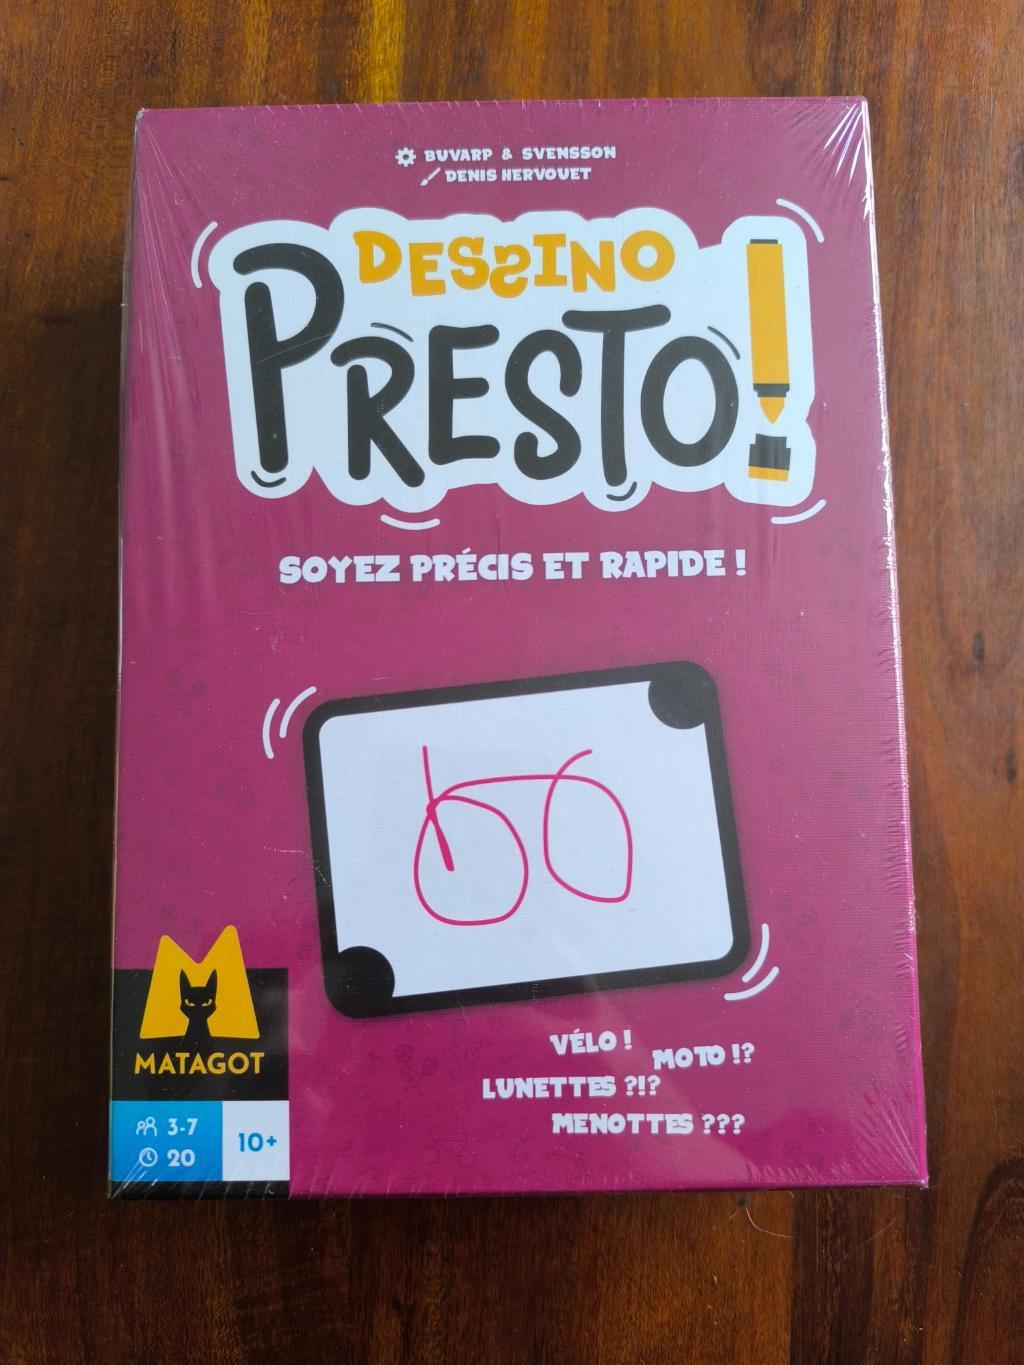 BUVARP & SVENSSON
DENIS HERVOUET
DESSINO
PRESTO!
SOYEZ PRÉCIS ET RAPIDE !
VÉLO !
MOTO !?
LUNETTES ?!?
MENOTTES ???
MATAGOT
3-7
20
10+